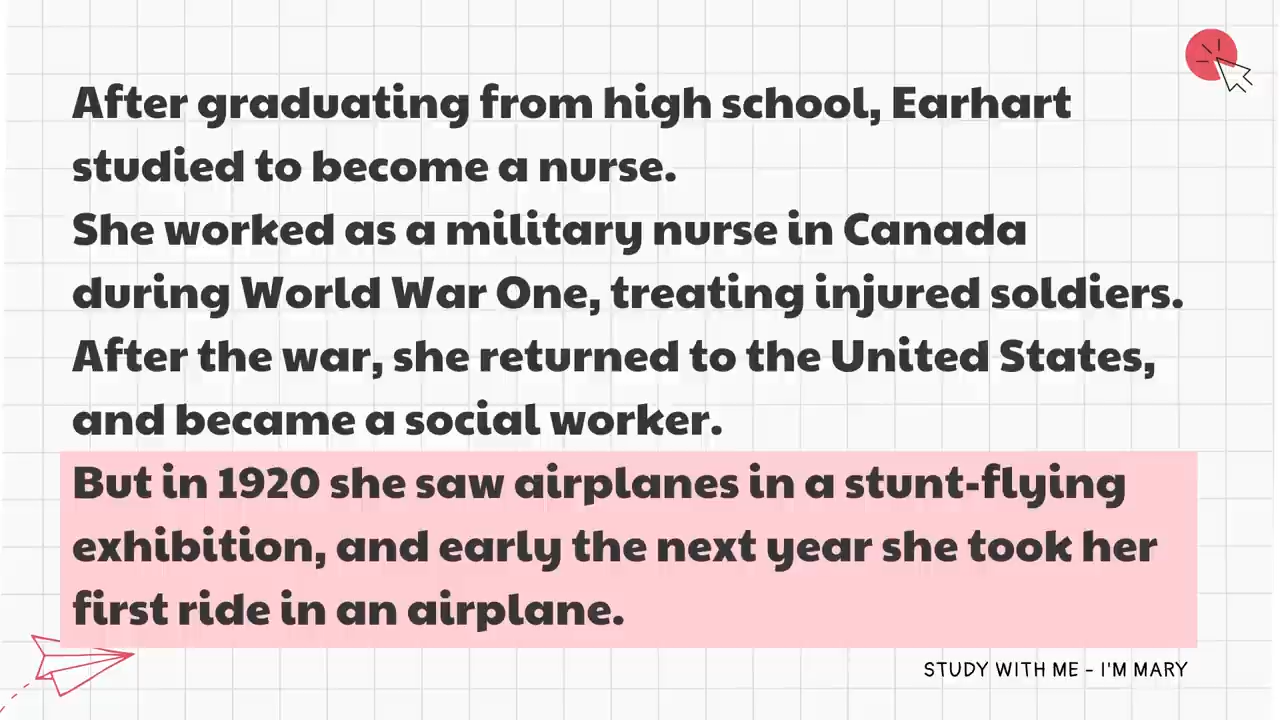 After graduating from high school, Earhart
studied to become a nurse.
She worked as a military nurse in Canada
during World War One, treating injured soldiers.
After the war, she returned to the United States,
and became a social worker.
But in 1920 she saw airplanes in a stunt-flying
exhibition, and early the next year she took her
first ride in an airplane.
STUDY WITH ME - I'M MARY